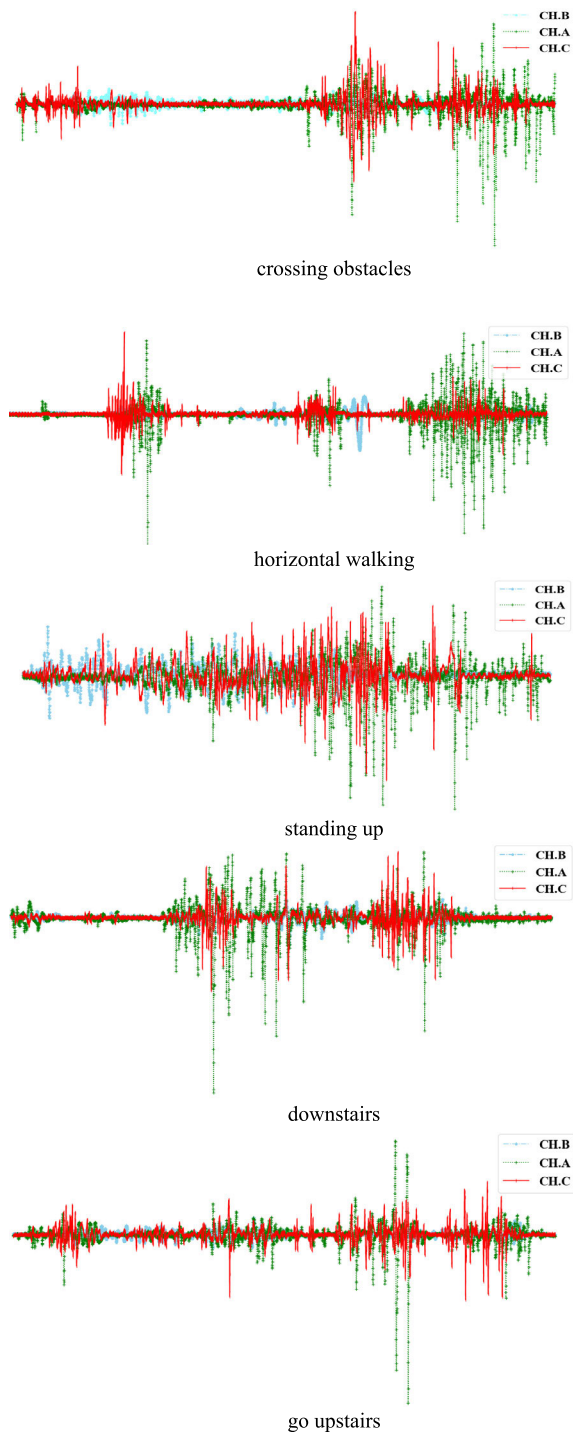 CH.B
CH.A
CH.C
crossing obstacles
CH.B
CH.A
CH.C
horizontal walking
CH.B
CH.A
CH.C
standing up
CH.B
CH.A
CH.C
downstairs
CH.B
CH.A
CH.C
go upstairs